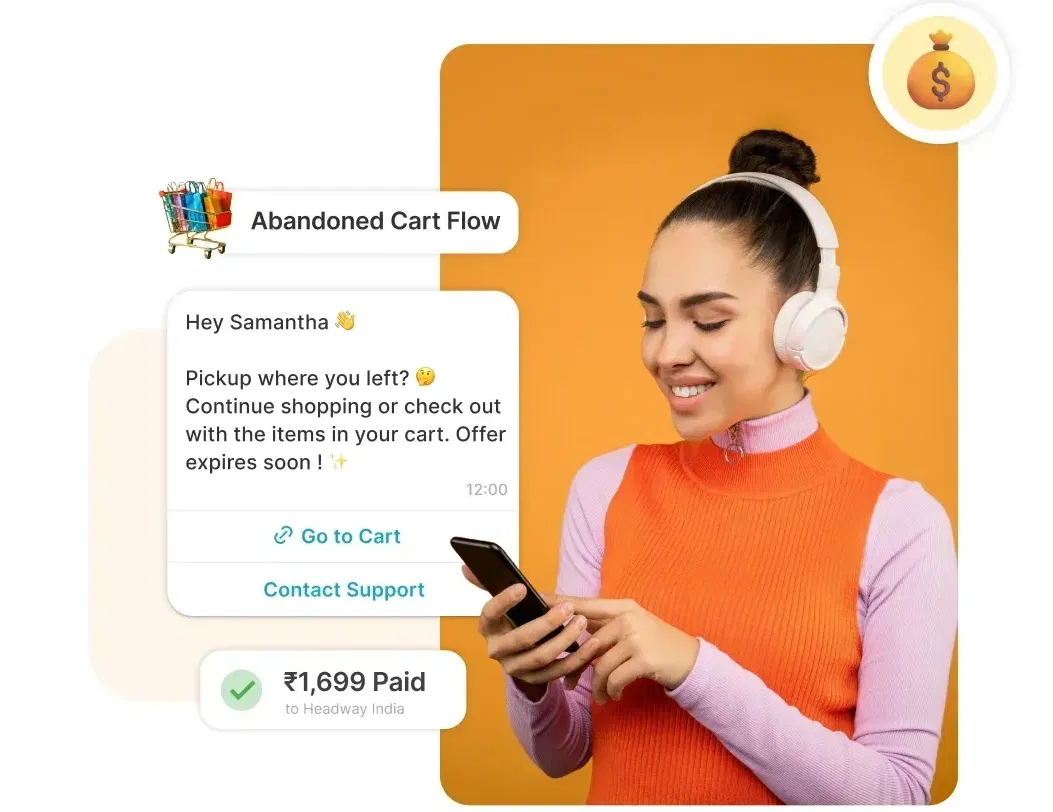 Abandoned Cart Flow
Hey Samantha 👋
Pickup where you left? 🤔
Continue shopping or check out
with the items in your cart. Offer
expires soon ! ✨
12:00
Go to Cart
Contact Support
₹1,699 Paid
to Headway India
$